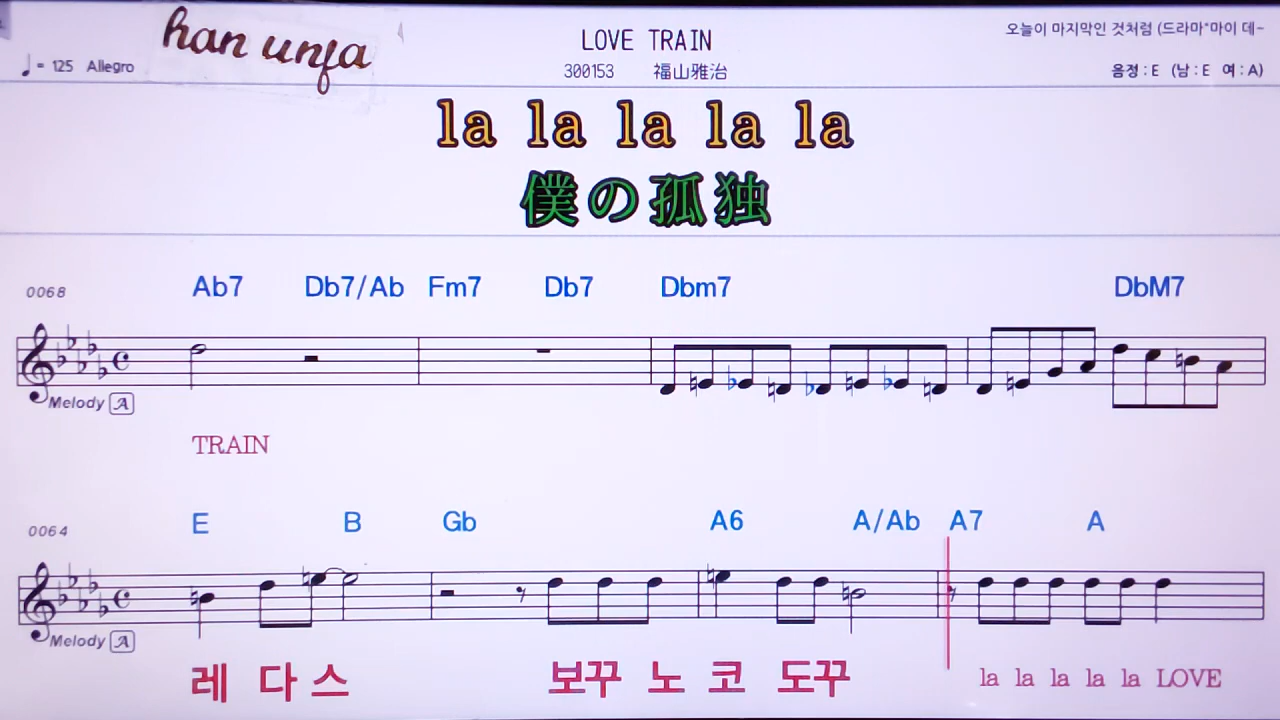 han unfa
LOVE TRAIN
오늘이 마지막인 것처럼 (드라마"마이 데~
♩ = 125 Allegro
300153 福山雅治
음정 : E (남 : E 여 : A)
la la la la la
僕の孤独
0068 Ab7 Db7/Ab Fm7 Db7 Dbm7 DbM7
Melody A
TRAIN
0064 E B Gb A6 A/Ab A7 A
Melody A
레 다 스 보꾸 노 코 도꾸 la la la la la LOVE